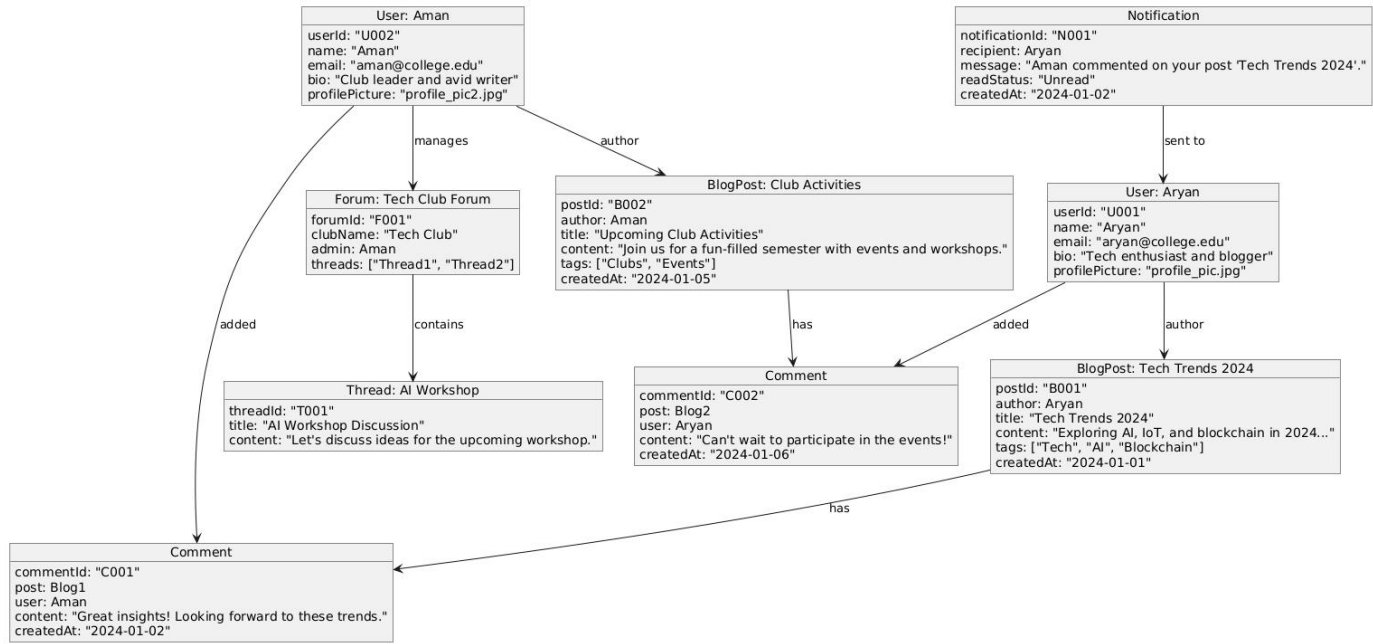 User: Aman
userId: "U002"
name: "Aman"
email: "aman@college.edu"
bio: "Club leader and avid writer"
profilePicture: "profile_pic2.jpg"
Notification
notificationId: "N001"
recipient: Aryan
message: "Aman commented on your post 'Tech Trends 2024'."
readStatus: "Unread"
createdAt: "2024-01-02"
manages
author
sent to
Forum: Tech Club Forum
forumId: "F001"
clubName: "Tech Club"
admin: Aman
threads: ["Thread1", "Thread2"]
BlogPost: Club Activities
postId: "B002"
author: Aman
title: "Upcoming Club Activities"
content: "Join us for a fun-filled semester with events and workshops."
tags: ["Clubs", "Events"]
createdAt: "2024-01-05"
User: Aryan
userId: "U001"
name: "Aryan"
email: "aryan@college.edu"
bio: "Tech enthusiast and blogger"
profilePicture: "profile_pic.jpg"
added
contains
has
added
author
Thread: AI Workshop
threadId: "T001"
title: "AI Workshop Discussion"
content: "Let's discuss ideas for the upcoming workshop."
Comment
commentId: "C002"
post: Blog2
user: Aryan
content: "Can't wait to participate in the events!"
createdAt: "2024-01-06"
BlogPost: Tech Trends 2024
postId: "B001"
author: Aryan
title: "Tech Trends 2024"
content: "Exploring AI, IoT, and blockchain in 2024..."
tags: ["Tech", "AI", "Blockchain"]
createdAt: "2024-01-01"
has
Comment
commentId: "C001"
post: Blog1
user: Aman
content: "Great insights! Looking forward to these trends."
createdAt: "2024-01-02"